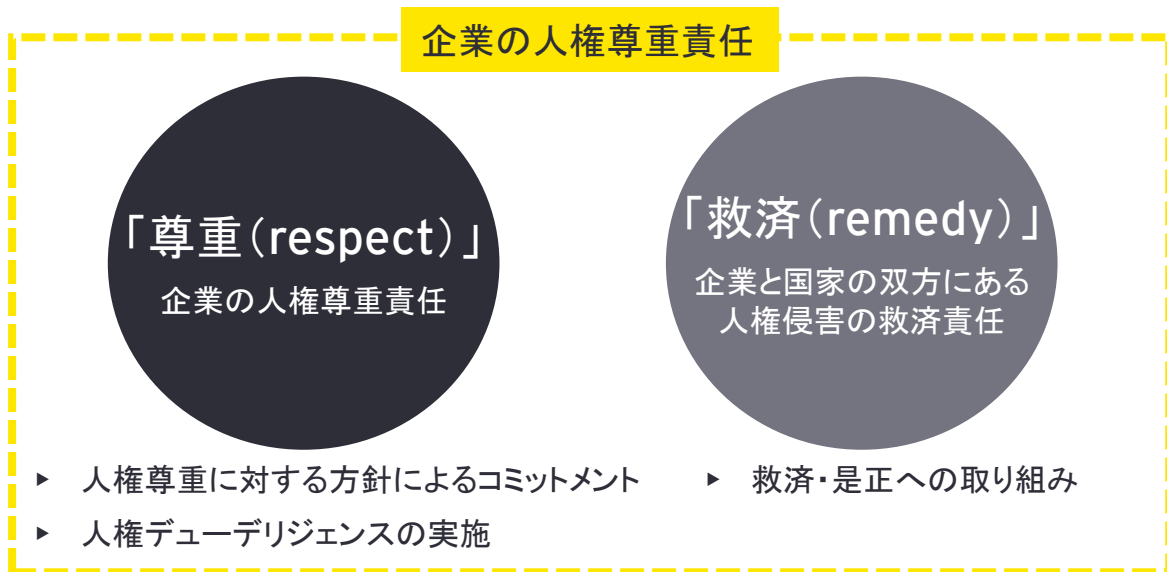 企業の人権尊重責任
「尊重(respect)」
企業の人権尊重責任
「救済(remedy)」
企業と国家の双方にある
人権侵害の救済責任
▶ 人権尊重に対する方針によるコミットメント
▶ 人権デューデリジェンスの実施
▶ 救済・是正への取り組み